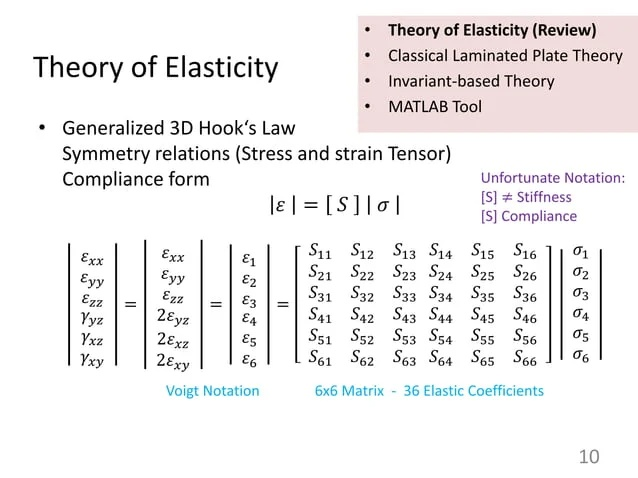 Theory of Elasticity
• Theory of Elasticity (Review)
• Classical Laminated Plate Theory
• Invariant-based Theory
• MATLAB Tool
• Generalized 3D Hook‘s Law
Symmetry relations (Stress and strain Tensor)
Compliance form
Unfortunate Notation:
[S] ≠ Stiffness
[S] Compliance
|ε| = [S]|σ|
εxx εxx ε1 S11 S12 S13 S14 S15 S16 σ1
εyy εyy ε2 S21 S22 S23 S24 S25 S26 σ2
εzz = εzz = ε3 = S31 S32 S33 S34 S35 S36 σ3
γyz 2εyz ε4 S41 S42 S43 S44 S45 S46 σ4
γxz 2εxz ε5 S51 S52 S53 S54 S55 S56 σ5
γxy 2εxy ε6 S61 S62 S63 S64 S65 S66 σ6
Voigt Notation 6x6 Matrix - 36 Elastic Coefficients
10